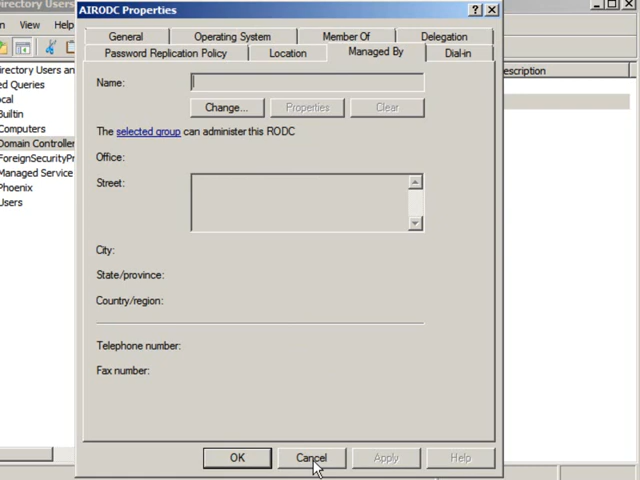 Directory Users
AIRODC Properties
View Help
General Operating System Member Of Delegation
Password Replication Policy Location Managed By Dial-in
Directory Users an
ed Queries
cal
Builtin
Computers
Domain Controller
ForeignSecurityPr
Managed Service
Phoenix
Users
escription
Name:
Change... Properties Clear
The selected group can administer this RODC
Office:
Street:
City:
State/province:
Country/region:
Telephone number:
Fax number:
OK Cancel Apply Help